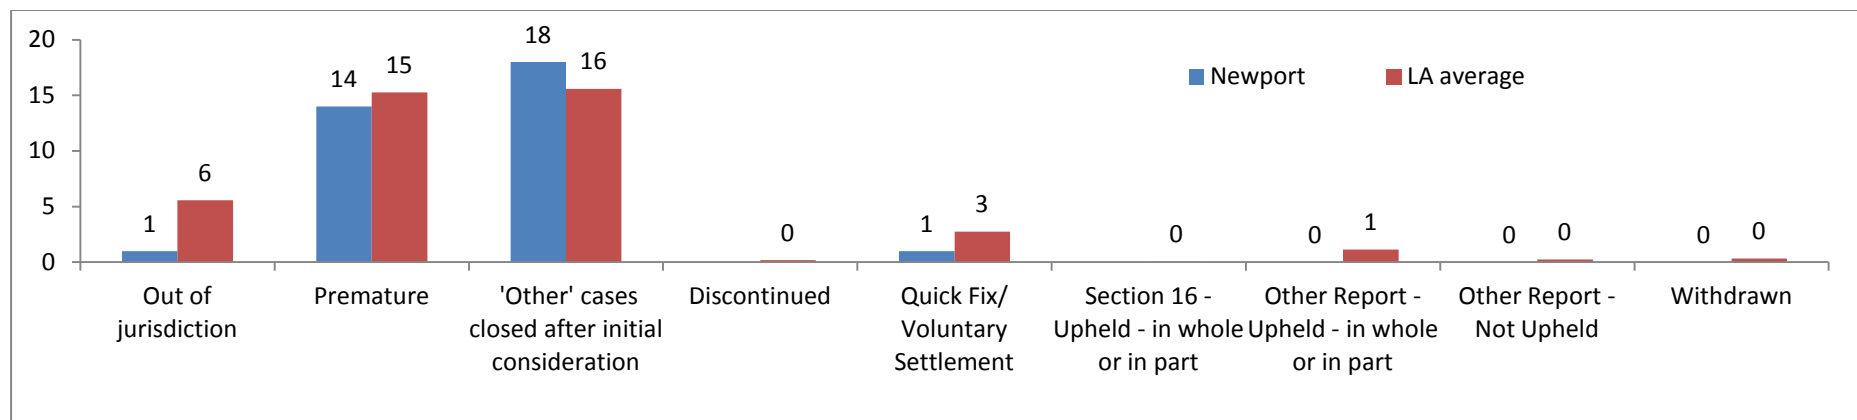 20
15
10
5
0
1
6
14
15
18
16
0
1
3
0
0
1
0
0
0
0
Newport
LA average
Out of
jurisdiction
Premature
'Other' cases
closed after initial
consideration
Discontinued
Quick Fix/
Voluntary
Settlement
Section 16 -
Upheld - in whole
or in part
Other Report -
Upheld - in whole
or in part
Other Report -
Not Upheld
Withdrawn